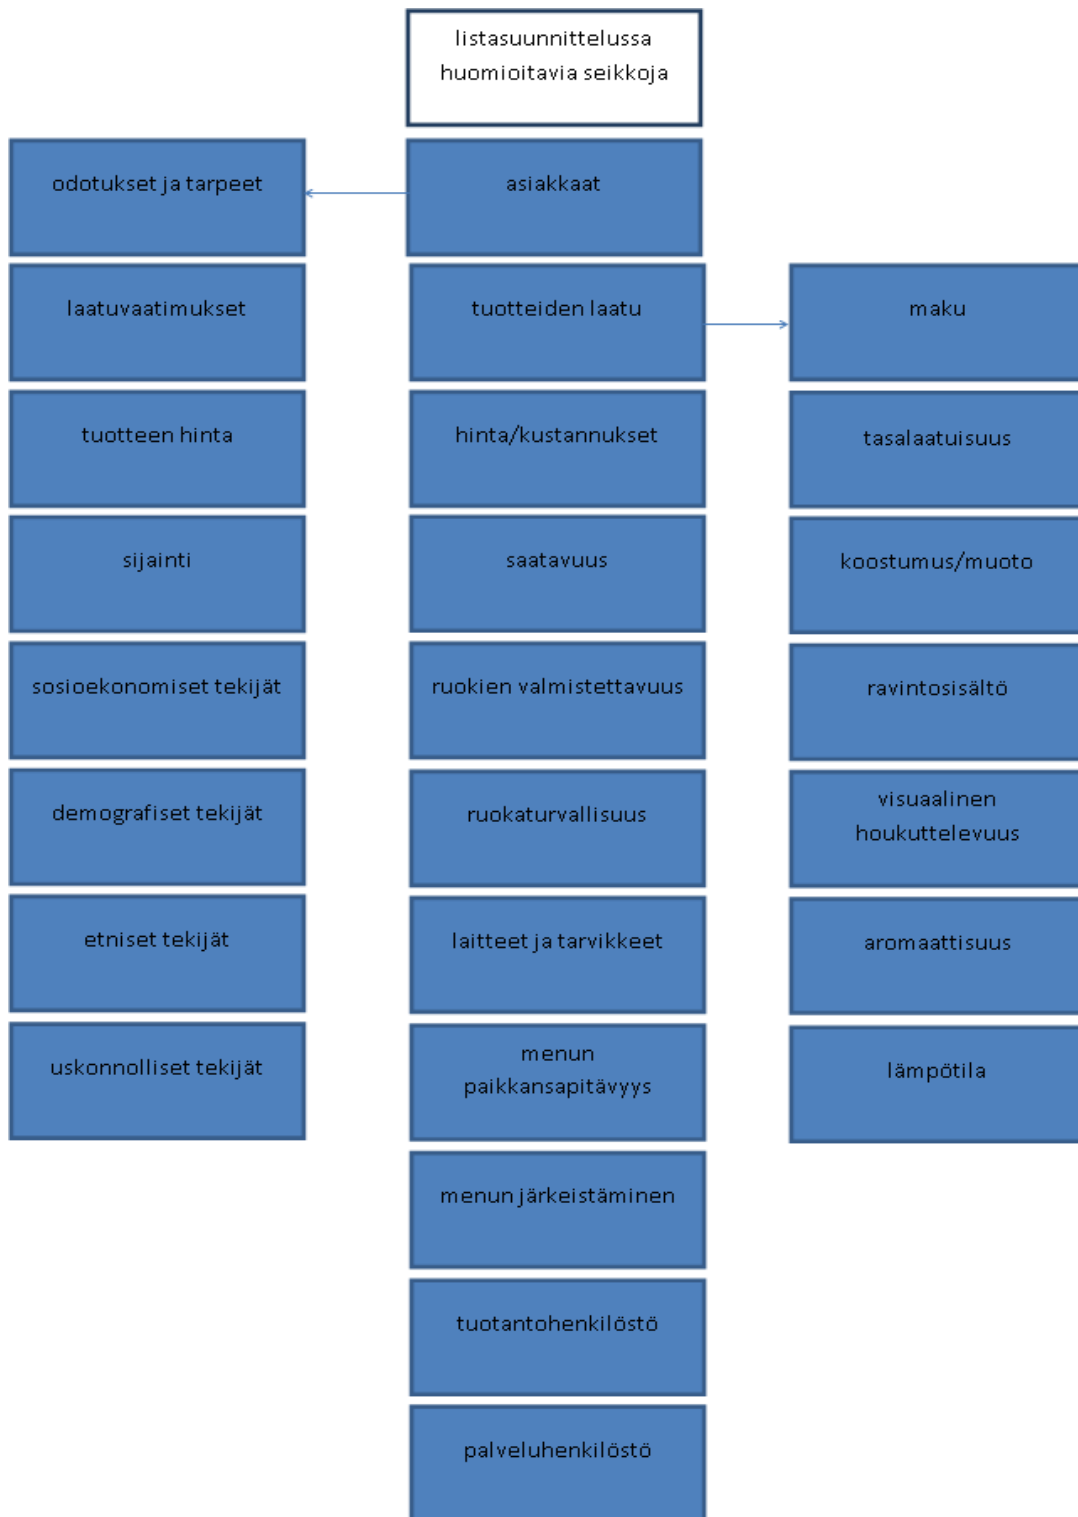 listasuunnittelussa
huomioitavia seikkoja
odotukset ja tarpeet
asiakkaat
laatuvaatimukset
tuotteiden laatu
maku
tuotteen hinta
hinta/kustannukset
tasalaatuisuus
sijainti
saatavuus
koostumus/muoto
sosioekonomiset tekijät
ruokien valmistettavuus
ravintosisältö
demografiset tekijät
ruokaturvallisuus
visuaalinen
houkuttelevuus
etniset tekijät
laitteet ja tarvikkeet
aromaattisuus
uskonnolliset tekijät
menun
paikkansapitävyys
lämpötila
menun järkeistäminen
tuotantohenkilöstö
palveluhenkilöstö